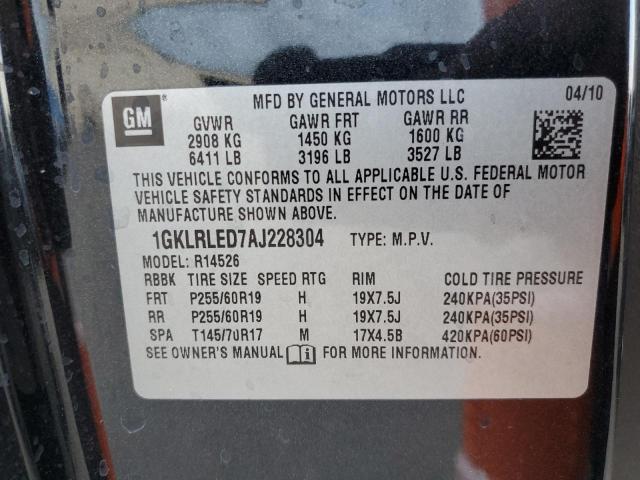 GM ® MFD BY GENERAL MOTORS LLC 04/10
GVWR GAWR FRT GAWR RR
2908 KG 1450 KG 1600 KG
6411 LB 3196 LB 3527 LB
THIS VEHICLE CONFORMS TO ALL APPLICABLE U.S. FEDERAL MOTOR
VEHICLE SAFETY STANDARDS IN EFFECT ON THE DATE OF
MANUFACTURE SHOWN ABOVE.
1GKLRLED7AJ228304 TYPE: M.P.V.
MODEL: R14526
RBBK TIRE SIZE SPEED RTG RIM COLD TIRE PRESSURE
FRT P255/60R19 H 19X7.5J 240KPA(35PSI)
RR P255/60R19 H 19X7.5J 240KPA(35PSI)
SPA T145/70R17 M 17X4.5B 420KPA(60PSI)
SEE OWNER'S MANUAL i FOR MORE INFORMATION.